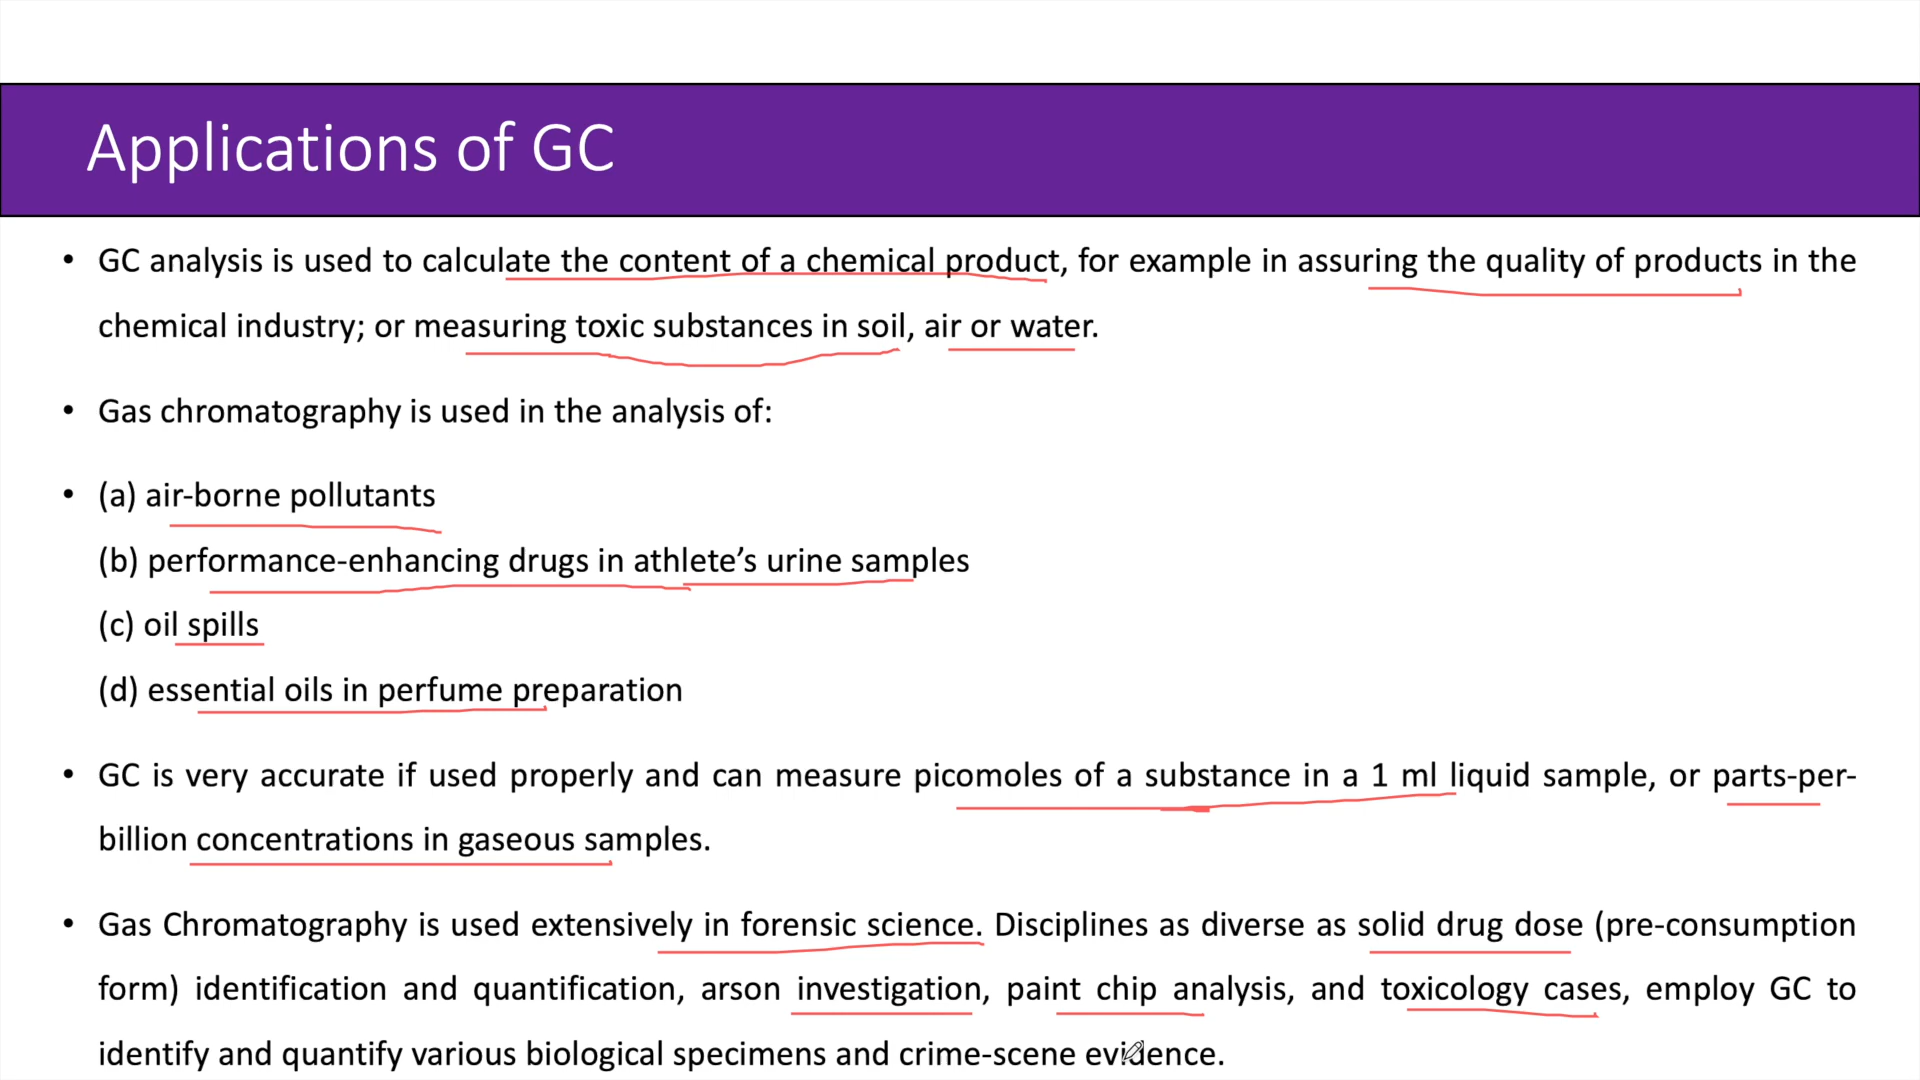 Applications of GC
• GC analysis is used to calculate the content of a chemical product, for example in assuring the quality of products in the
chemical industry; or measuring toxic substances in soil, air or water.
• Gas chromatography is used in the analysis of:
• (a) air-borne pollutants
(b) performance-enhancing drugs in athlete’s urine samples
(c) oil spills
(d) essential oils in perfume preparation
• GC is very accurate if used properly and can measure picomoles of a substance in a 1 ml liquid sample, or parts-per-
billion concentrations in gaseous samples.
• Gas Chromatography is used extensively in forensic science. Disciplines as diverse as solid drug dose (pre-consumption
form) identification and quantification, arson investigation, paint chip analysis, and toxicology cases, employ GC to
identify and quantify various biological specimens and crime-scene evidence.